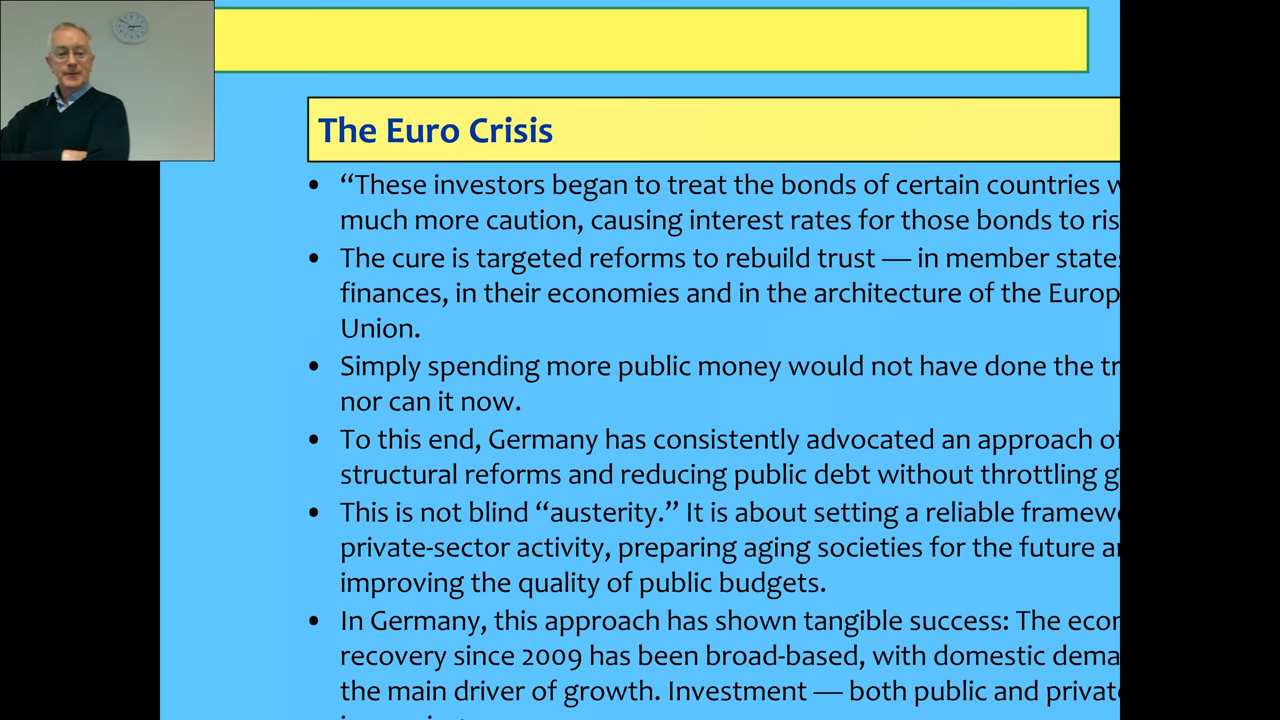 The Euro Crisis
• “These investors began to treat the bonds of certain countries
much more caution, causing interest rates for those bonds to
• The cure is targeted reforms to rebuild trust — in member
finances, in their economies and in the architecture of the
Union.
• Simply spending more public money would not have done the
nor can it now.
• To this end, Germany has consistently advocated an approach
structural reforms and reducing public debt without throttling
• This is not blind “austerity.” It is about setting a reliable
private-sector activity, preparing aging societies for the future
improving the quality of public budgets.
• In Germany, this approach has shown tangible success: The
recovery since 2009 has been broad-based, with domestic
the main driver of growth. Investment — both public and private